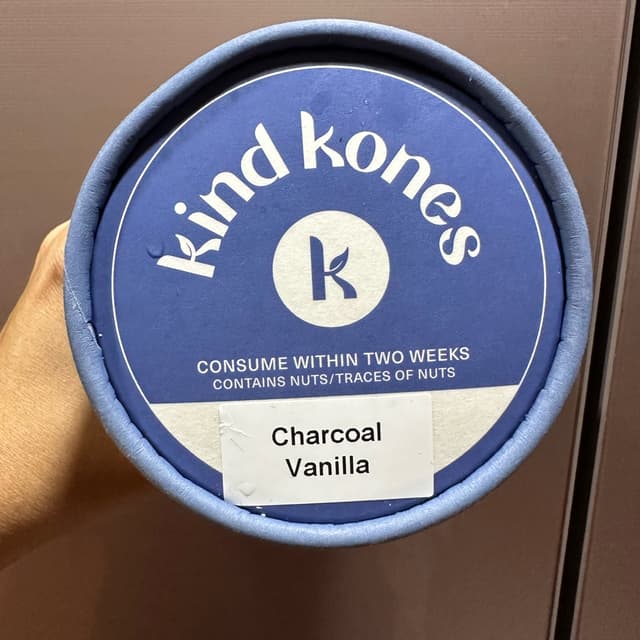 kind kones
k
CONSUME WITHIN TWO WEEKS
CONTAINS NUTS/TRACES OF NUTS
Charcoal
Vanilla